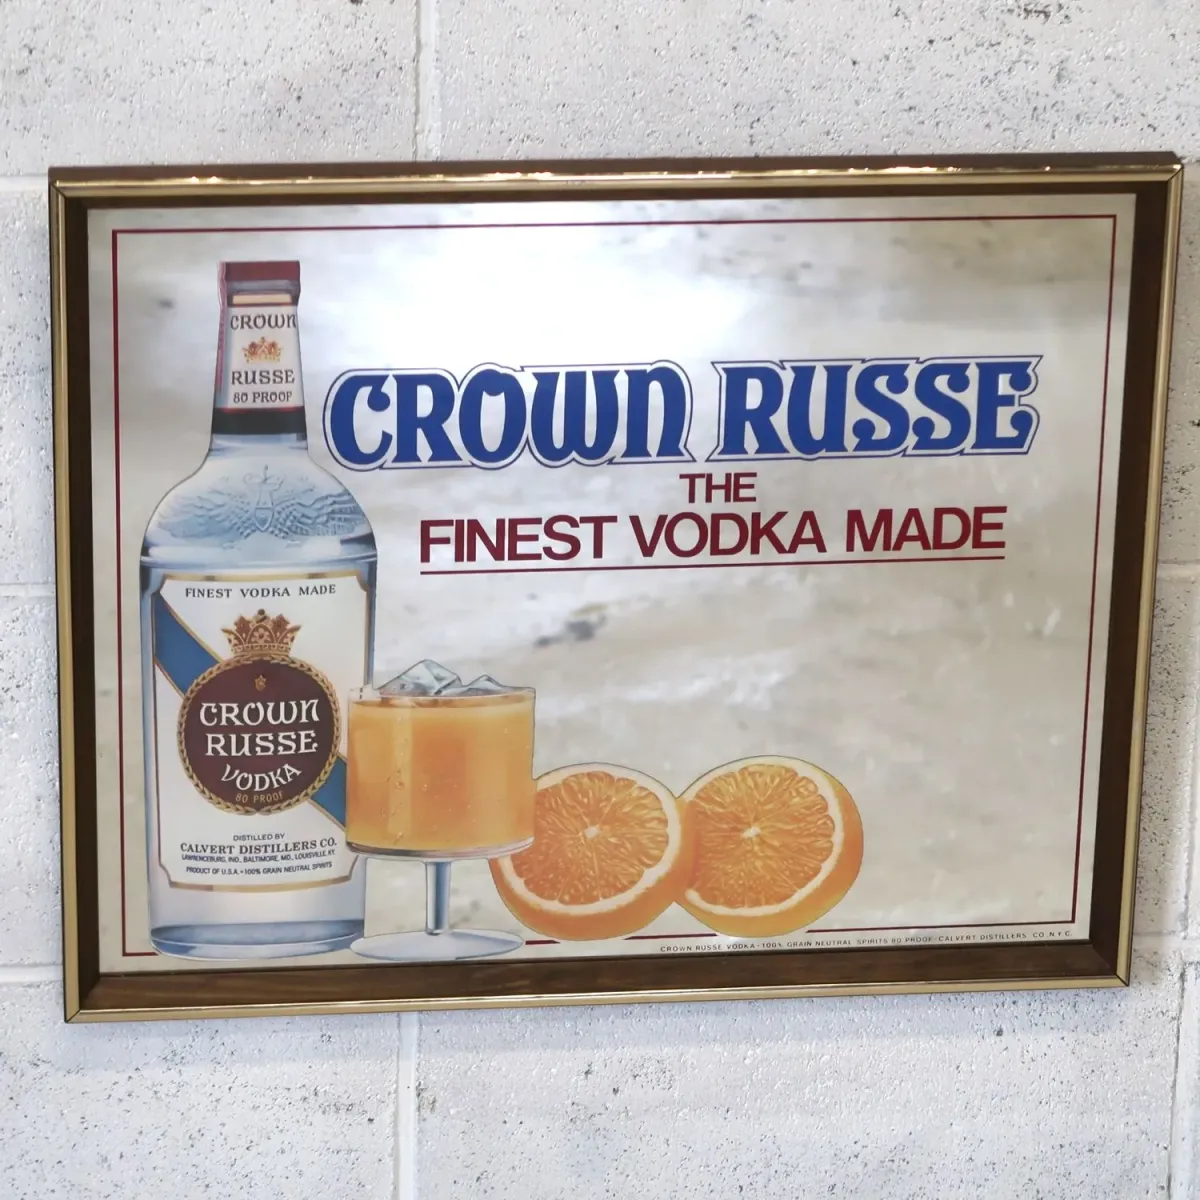 CROWN
RUSSE
80 PROOF
CROWN RUSSE
THE
FINEST VODKA MADE
FINEST VODKA MADE
CROWN
RUSSE
VODKA
80 PROOF
DISTILLED BY
CALVERT DISTILLERS CO.
LAWRENCEBURG, IND., BALTIMORE, MD., LOUISVILLE, KY.
PRODUCT OF U.S.A. • 100% GRAIN NEUTRAL SPIRITS
CROWN RUSSE VODKA • 100% GRAIN NEUTRAL SPIRITS 80 PROOF • CALVERT DISTILLERS CO. N.Y.C.